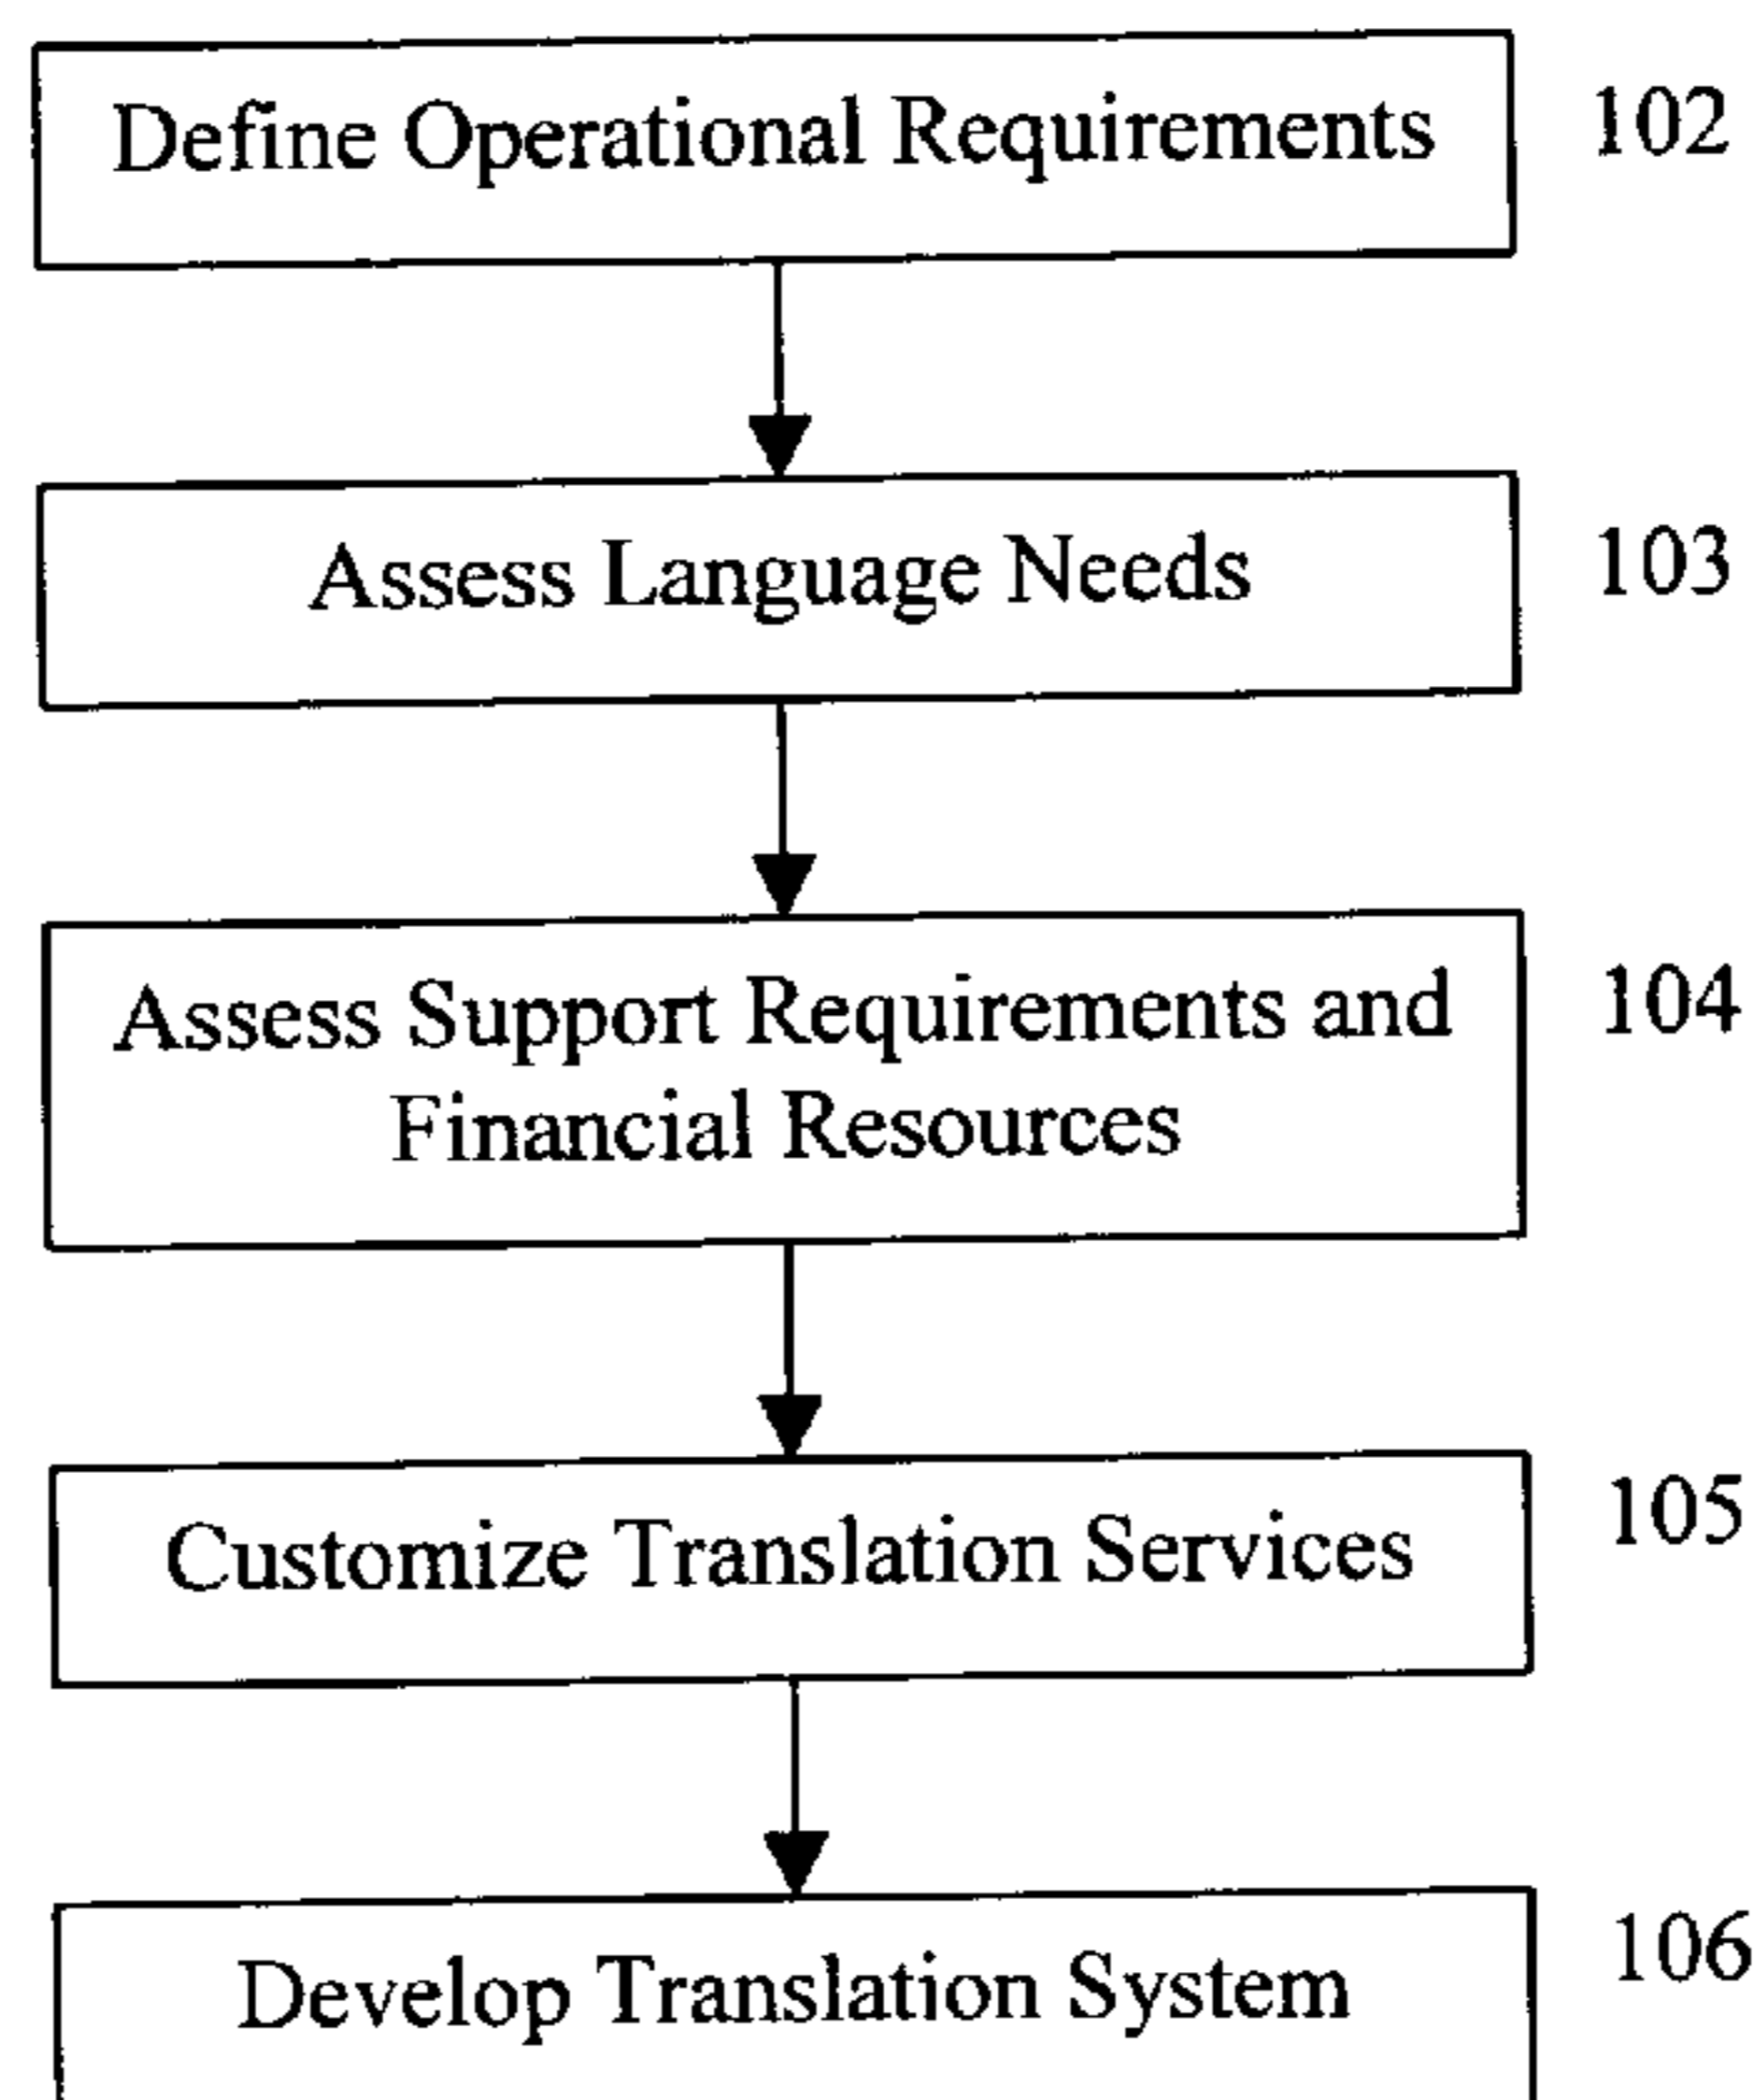 Define Operational Requirements 102
Assess Language Needs 103
Assess Support Requirements and 104
Financial Resources
Customize Translation Services 105
Develop Translation System 106